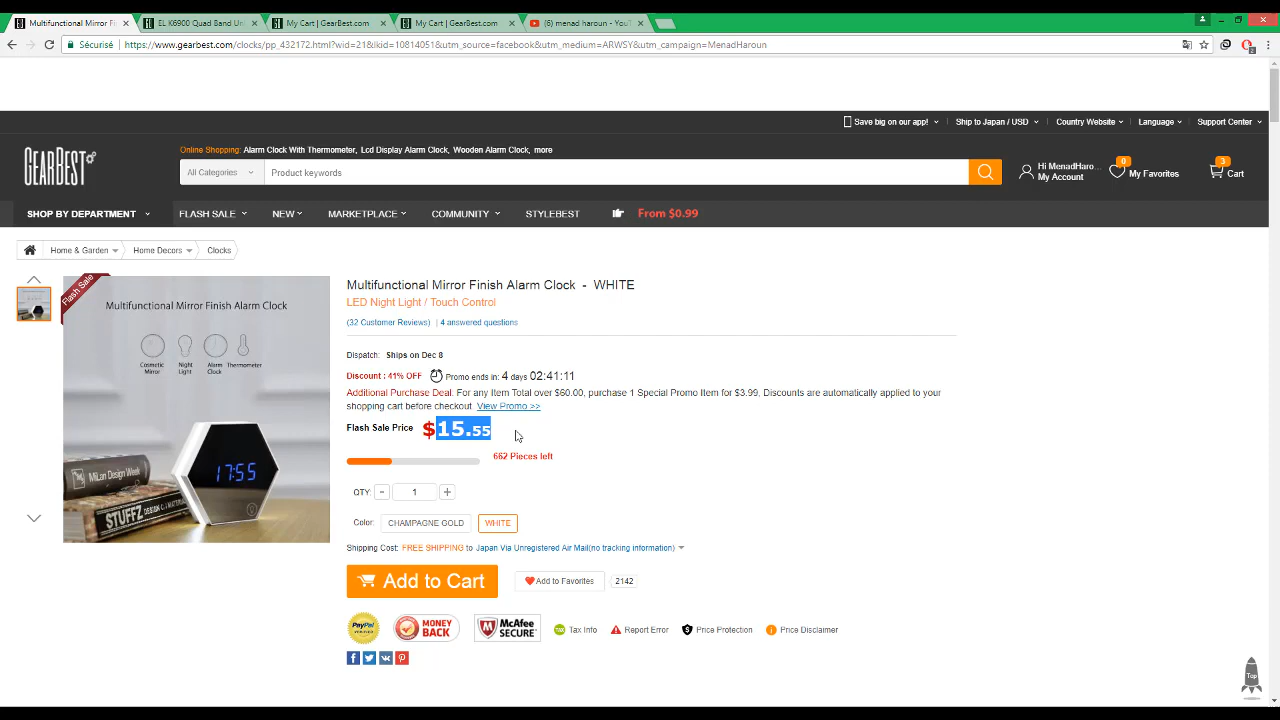 Multifunctional Mirror Fi
EL K6900 Quad Band Un
My Cart | GearBest.com
My Cart | GearBest.com
(6) menad haroun - YouT
Sécurisé
https://www.gearbest.com/clocks/pp_432172.html?wid=21&lkid=10814051&utm_source=facebook&utm_medium=ARWSY&utm_campaign=MenadHaroun
Save big on our app!
Ship to Japan / USD
Country Website
Language
Support Center
GEARBEST
Online Shopping: Alarm Clock With Thermometer, Lcd Display Alarm Clock, Wooden Alarm Clock, more
All Categories
Product keywords
Hi MenadHaro...
My Account
0
My Favorites
3
Cart
SHOP BY DEPARTMENT
FLASH SALE
NEW
MARKETPLACE
COMMUNITY
STYLEBEST
From $0.99
Home & Garden
Home Decors
Clocks
Flash Sale
Multifunctional Mirror Finish Alarm Clock
Cosmetic Mirror
Night Light
Alarm Clock
Thermometer
17:55
MiLan Design Week
STUFFZ DESIGN
Multifunctional Mirror Finish Alarm Clock - WHITE
LED Night Light / Touch Control
(32 Customer Reviews) | 4 answered questions
Dispatch: Ships on Dec 8
Discount : 41% OFF Promo ends in: 4 days 02:41:11
Additional Purchase Deal: For any Item Total over $60.00, purchase 1 Special Promo Item for $3.99, Discounts are automatically applied to your
shopping cart before checkout View Promo >>
Flash Sale Price $15.55
662 Pieces left
QTY: - 1 +
Color: CHAMPAGNE GOLD WHITE
Shipping Cost: FREE SHIPPING to Japan Via Unregistered Air Mail(no tracking information)
Add to Cart
Add to Favorites
2142
PayPal VERIFIED
MONEY BACK
McAfee SECURE
TAX Tax Info
Report Error
Price Protection
Price Disclaimer
Top